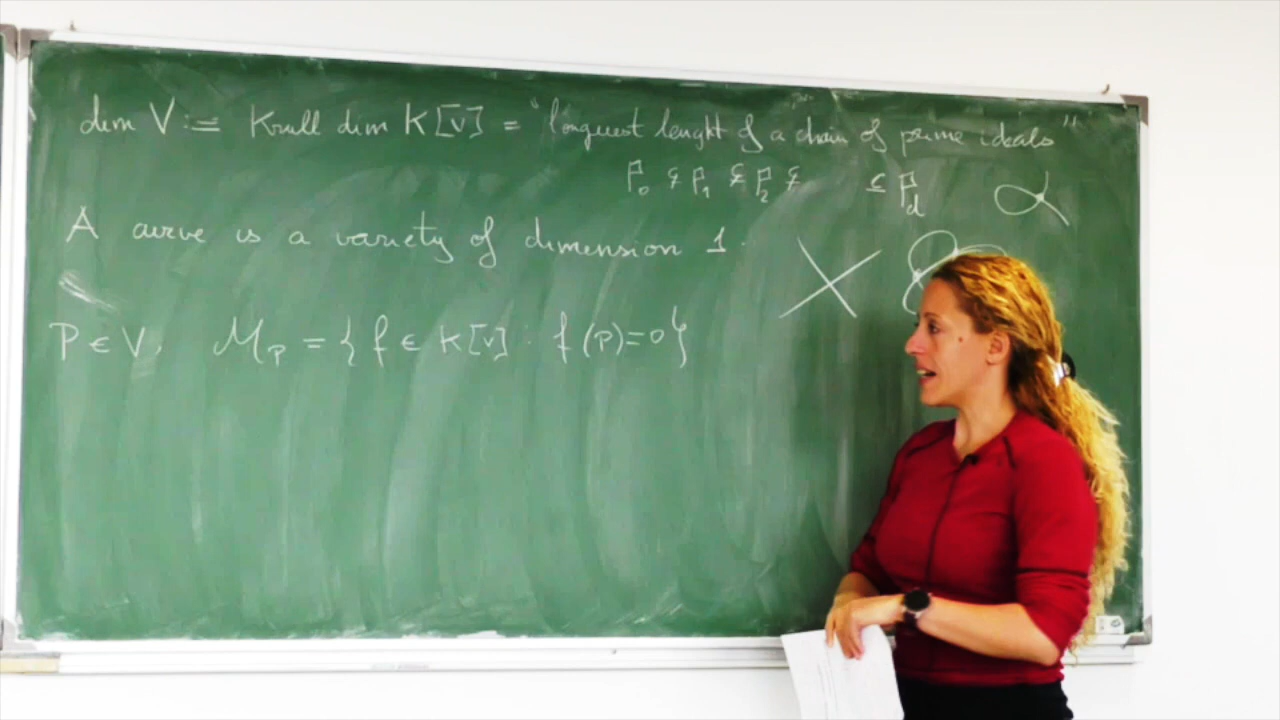 dim V := Krull dim K[V] = "longuest lenght of a chain of prime ideals"
P₀ ⊊ P₁ ⊊ P₂ ⊊ ⊆ P_d
A curve is a variety of dimension 1.
P ∈ V, M_P = { f ∈ K[V] : f(P)=0 }